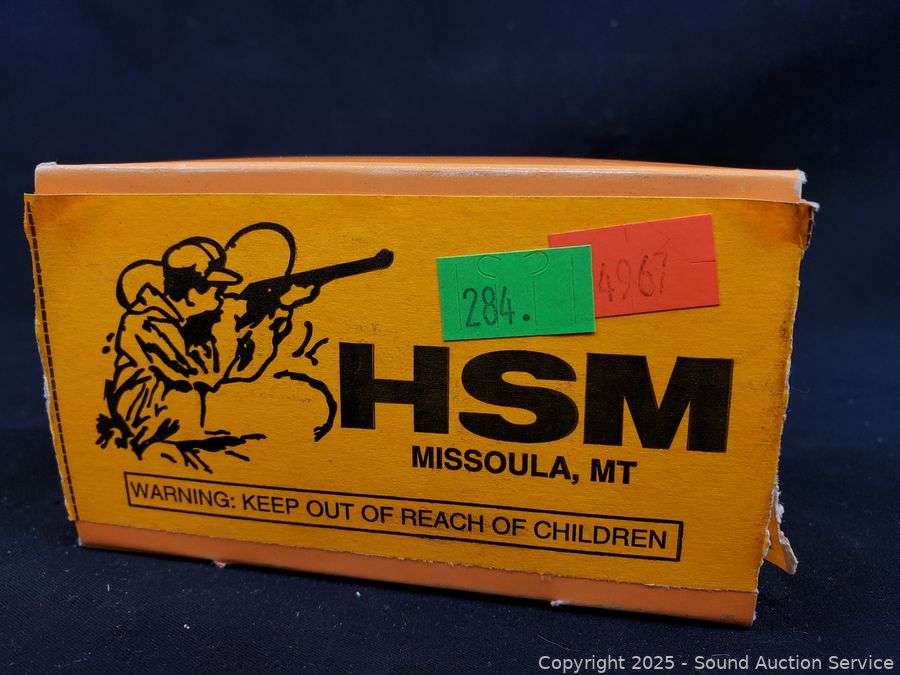 4967
284.
HSM
MISSOULA, MT
WARNING: KEEP OUT OF REACH OF CHILDREN
Copyright 2025 - Sound Auction Service